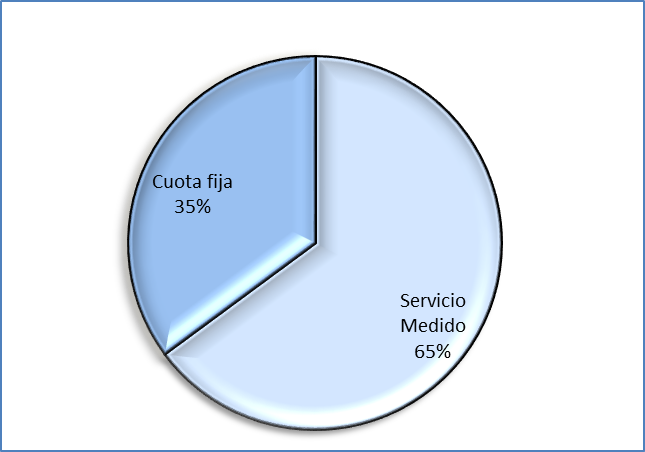 Cuota fija
35%
Servicio
Medido
65%